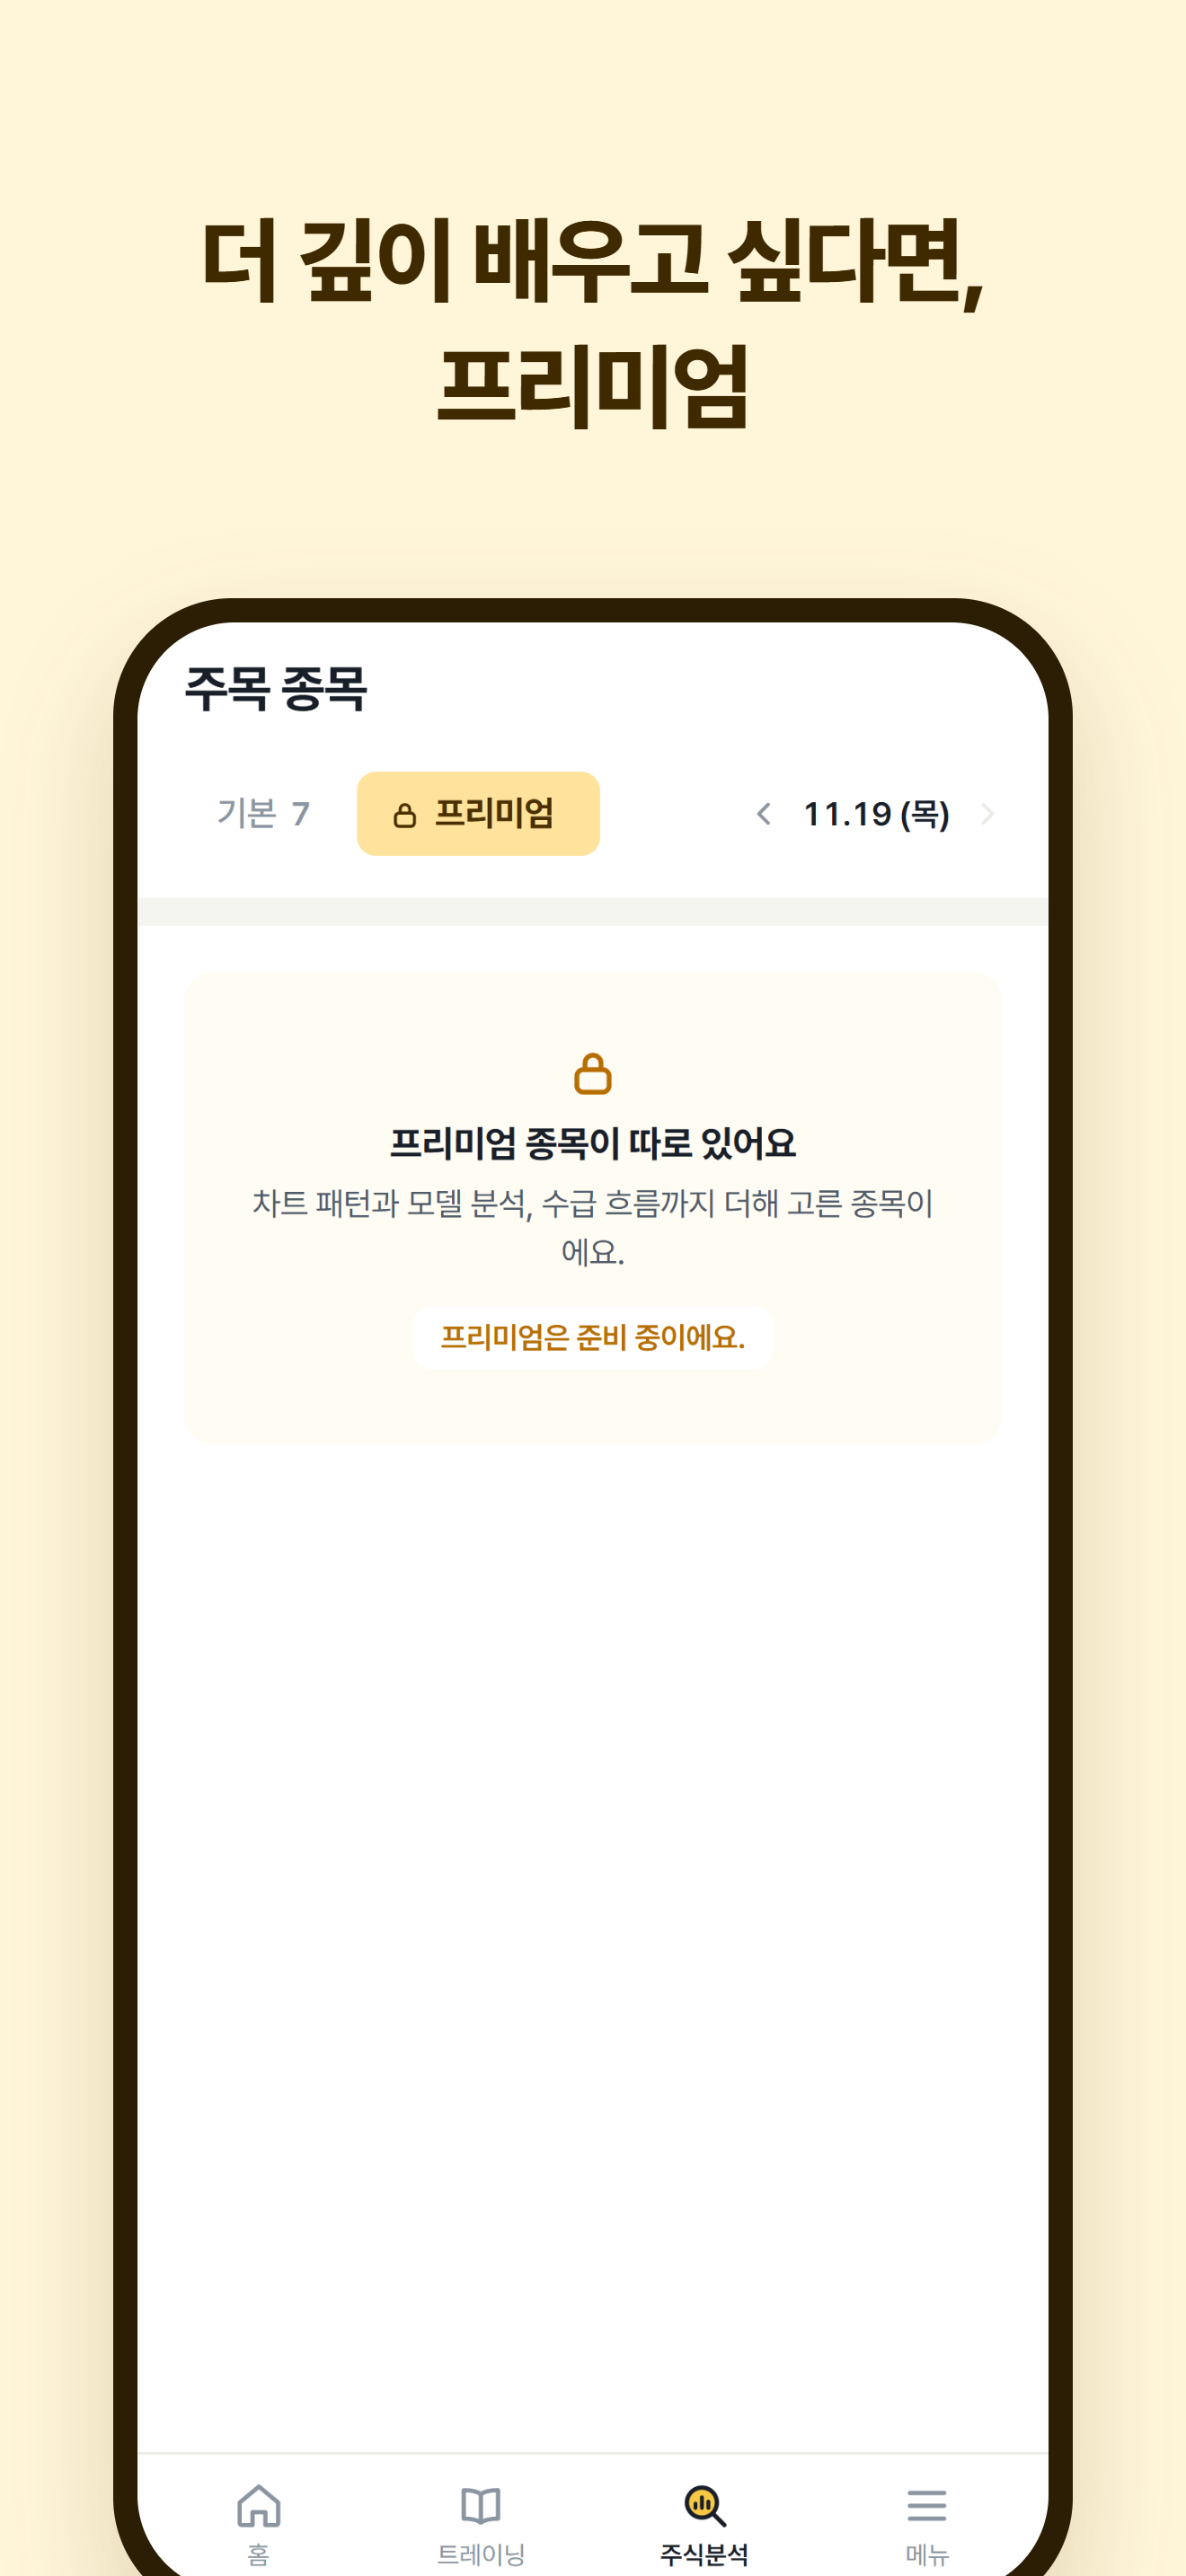 더 깊이 배우고 싶다면,
프리미엄
주목 종목
기본 7 프리미엄 11.19 (목)
프리미엄 종목이 따로 있어요
차트 패턴과 모델 분석, 수급 흐름까지 더해 고른 종목이
에요.
프리미엄은 준비 중이에요.
홈 트레이닝 주식분석 메뉴